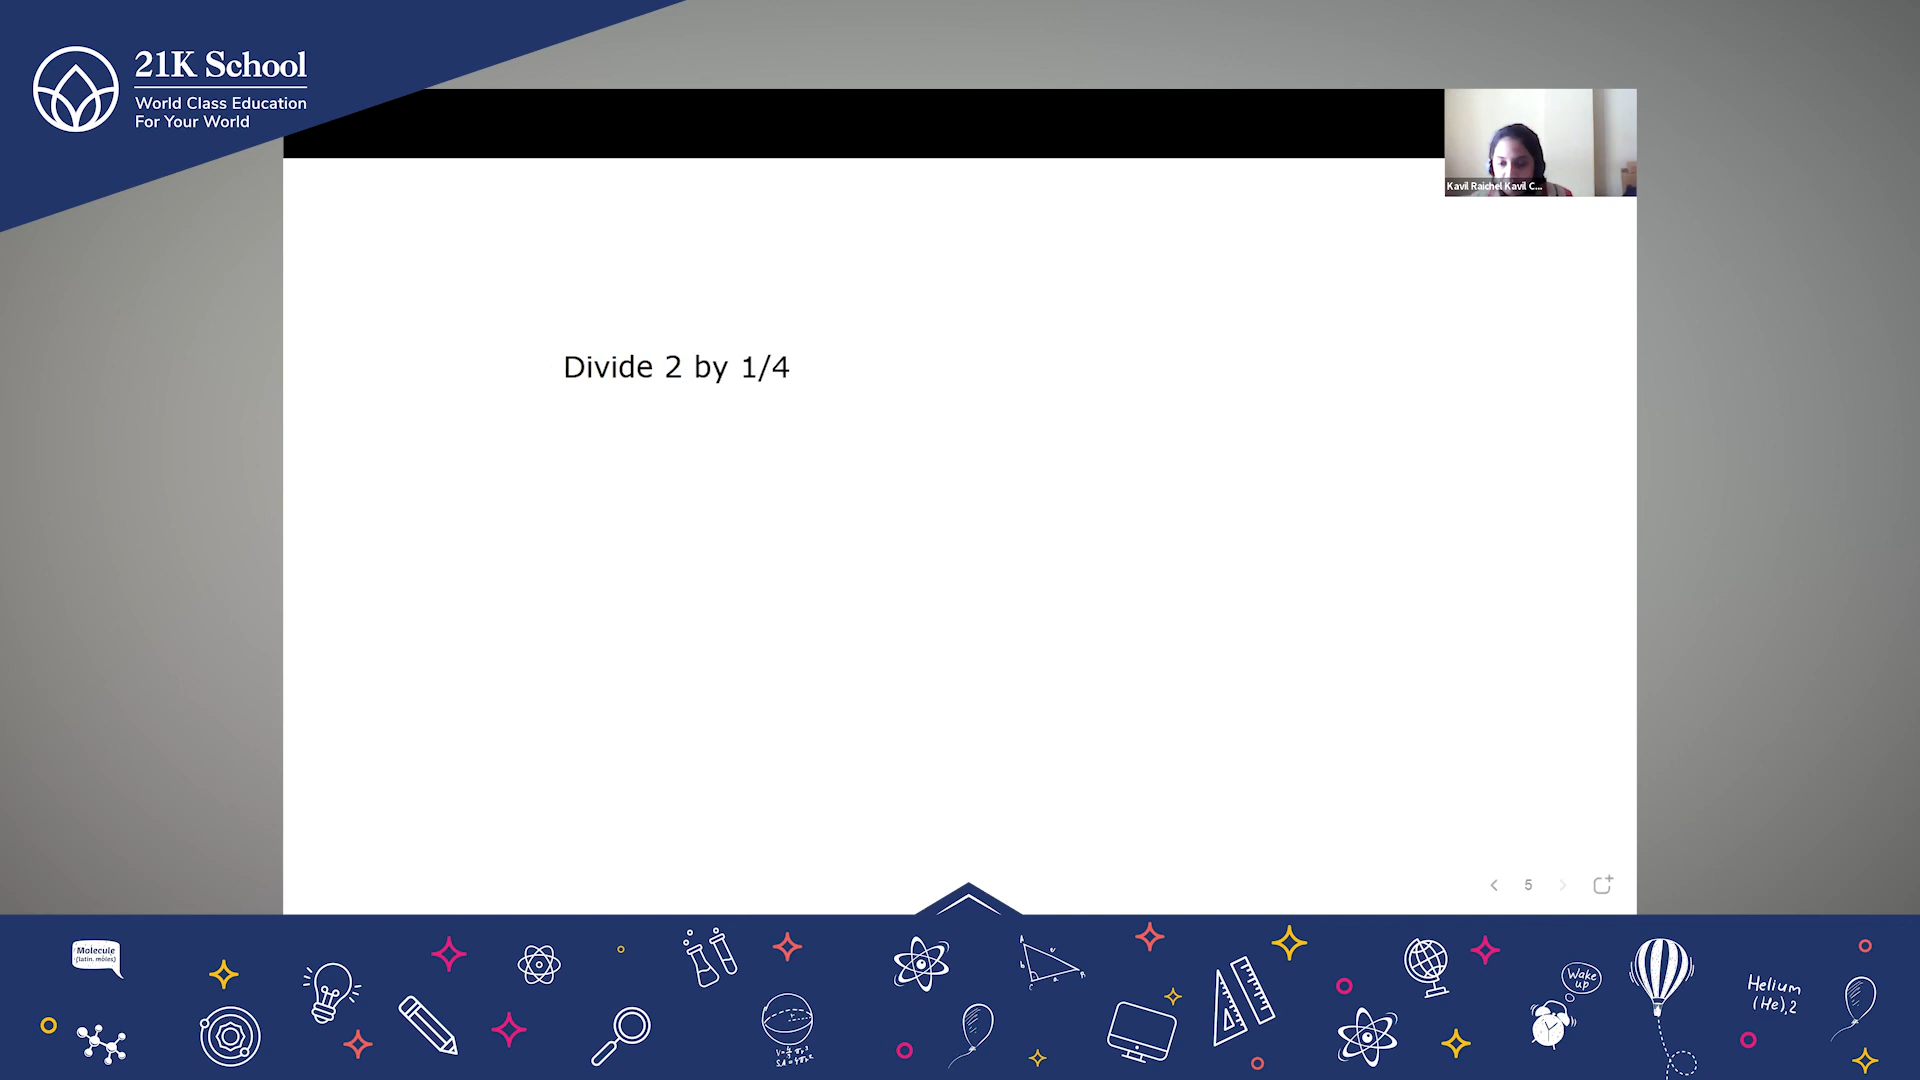 21K School
World Class Education
For Your World
Kavil Raichel Kavil C...
Divide 2 by 1/4
5
Molecule
(latin. móles)
Wake
up
Helium
(He),2